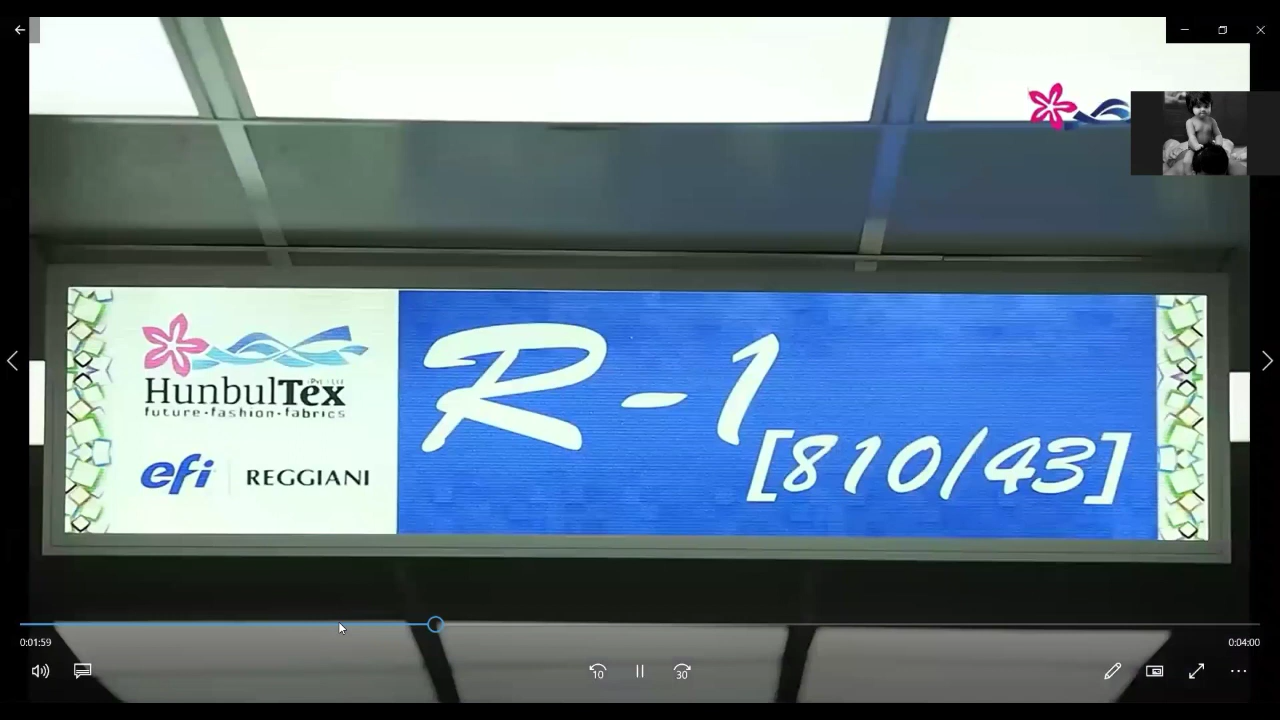 HunbulTex
(Pvt.) Ltd
future-fashion-fabrics
efi | REGGIANI
R-1
[810/43]
0:01:59
0:04:00
10
30